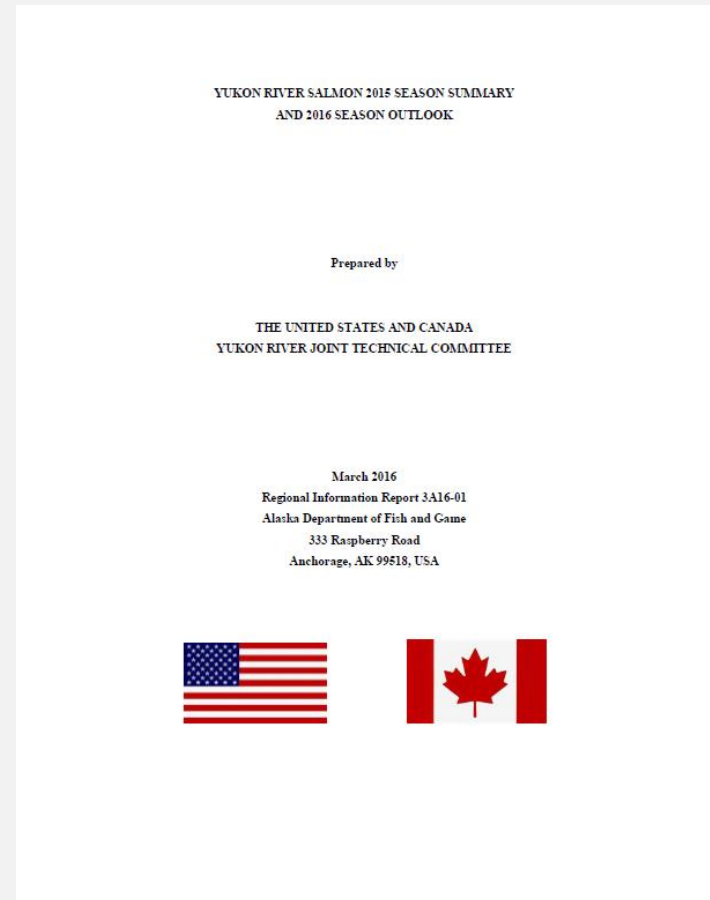 YUKON RIVER SALMON 2015 SEASON SUMMARY
AND 2016 SEASON OUTLOOK
Prepared by
THE UNITED STATES AND CANADA
YUKON RIVER JOINT TECHNICAL COMMITTEE
March 2016
Regional Information Report 3A16-01
Alaska Department of Fish and Game
333 Raspberry Road
Anchorage, AK 99518, USA